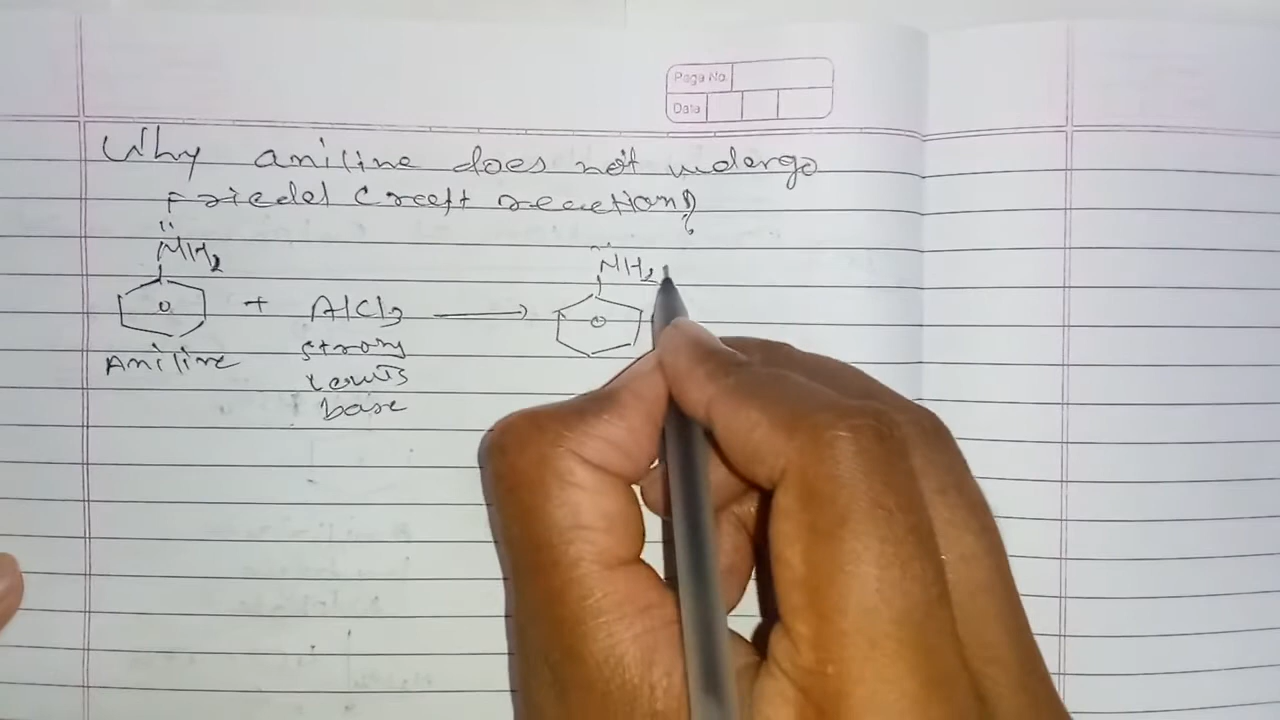 Page No
Date
Why aniline does not undergo
Friedel Craft reaction?
NH2 NH2
+ AlCl3
strong
Aniline
Lewis
base